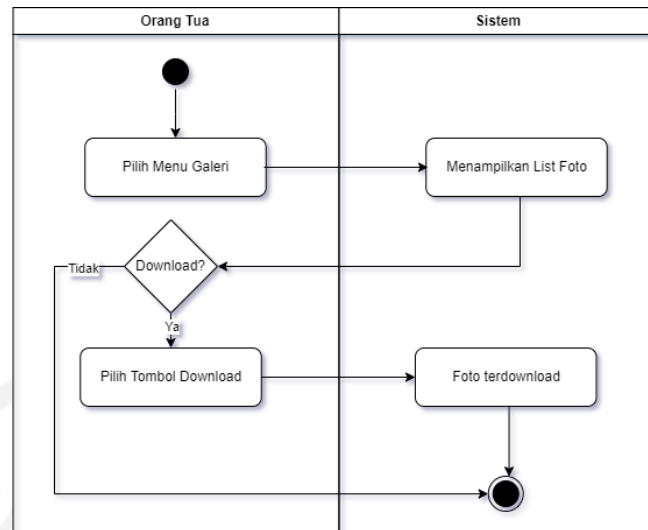 Orang Tua
Sistem
Pilih Menu Galeri
Menampilkan List Foto
Download?
Tidak
Ya
Pilih Tombol Download
Foto terdownload